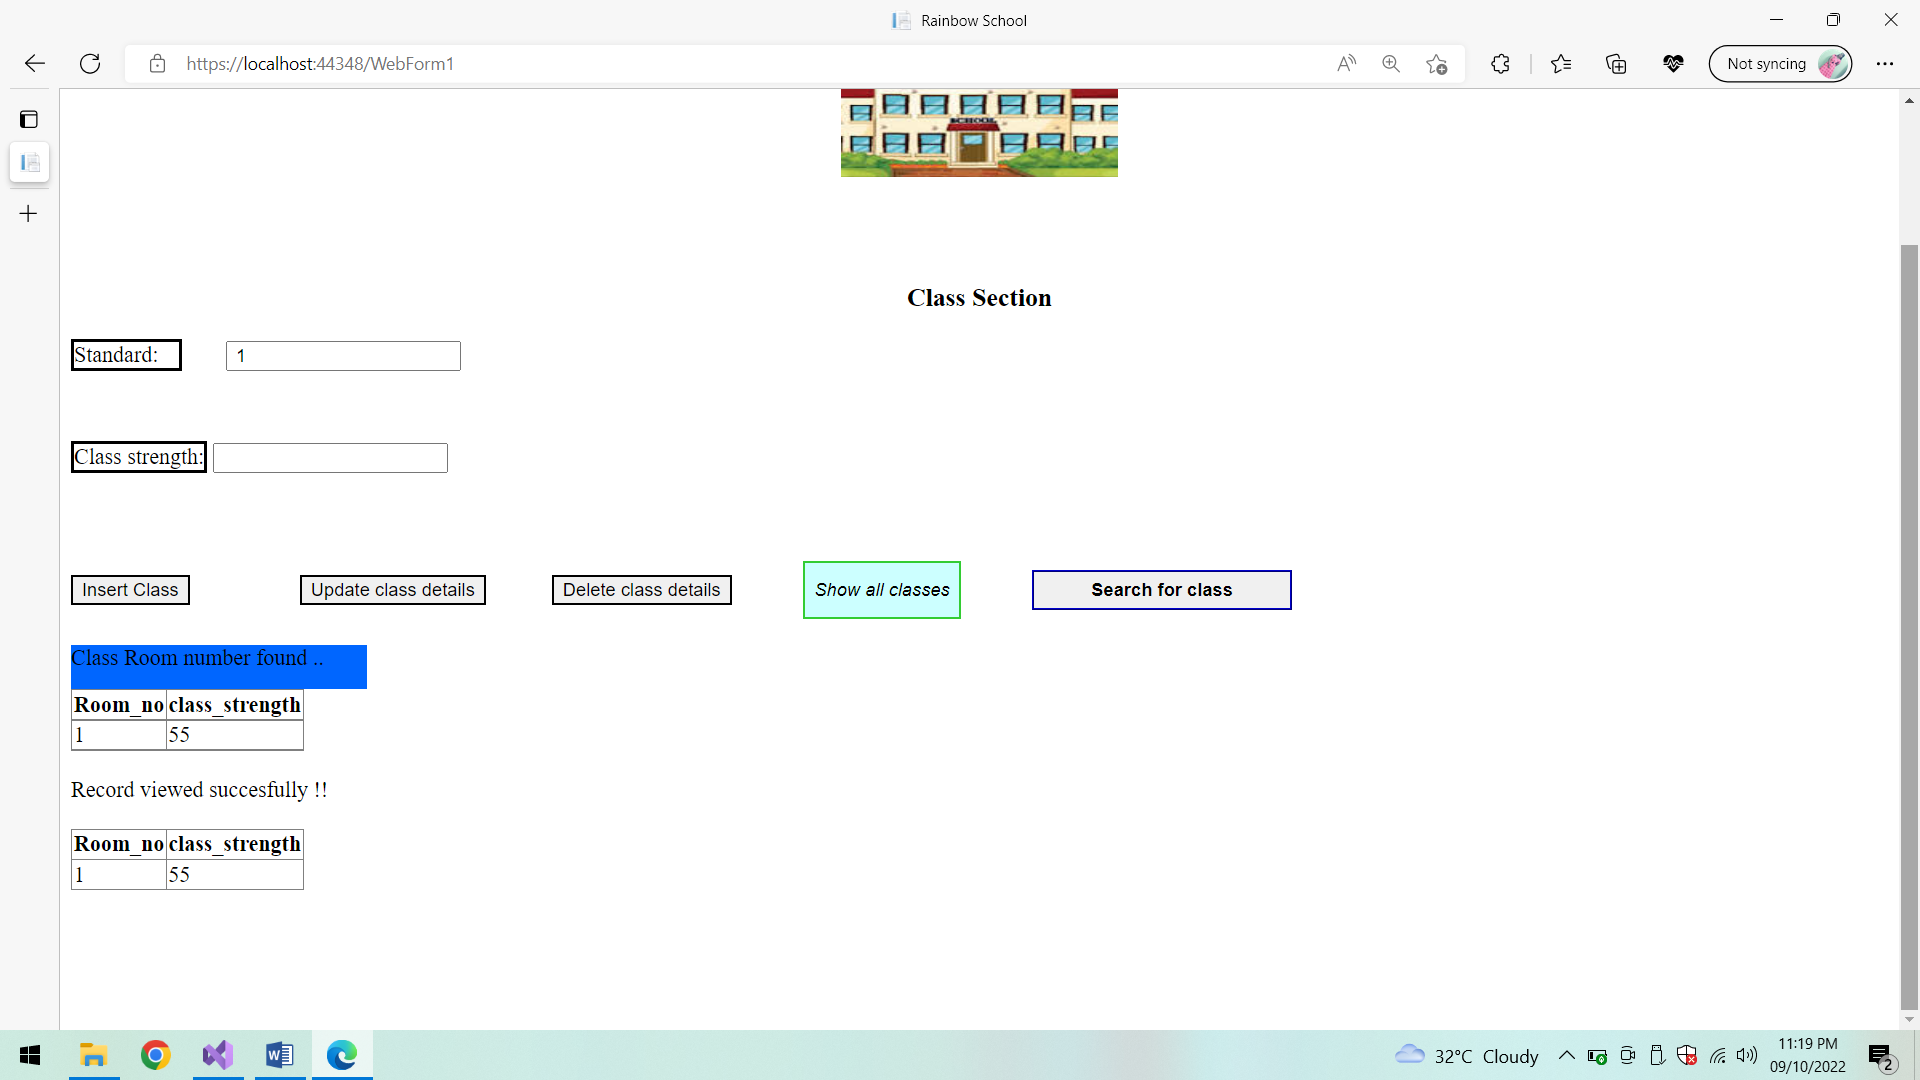 Rainbow School
https://localhost:44348/WebForm1
Not syncing
SCHOOL
Class Section
Standard: 1
Class strength:
Insert Class Update class details Delete class details Show all classes Search for class
Class Room number found ..
Room_no class_strength
1 55
Record viewed succesfully !!
Room_no class_strength
1 55
32°C Cloudy
11:19 PM
09/10/2022
2